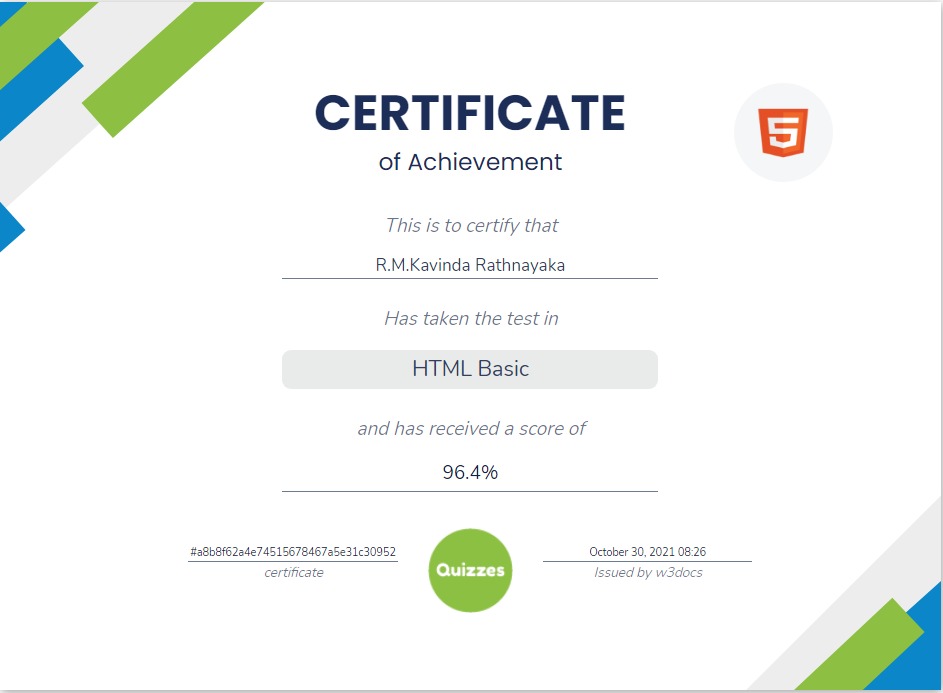 CERTIFICATE
of Achievement
5
This is to certify that
R.M.Kavinda Rathnayaka
Has taken the test in
HTML Basic
and has received a score of
96.4%
#a8b8f62a4e74515678467a5e31c30952
certificate
Quizzes
October 30, 2021 08:26
Issued by w3docs